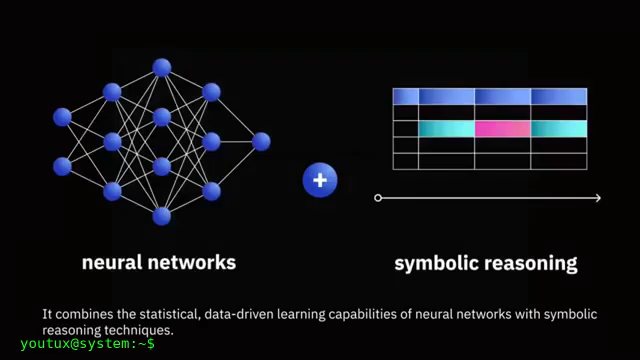 +
neural networks
symbolic reasoning
It combines the statistical, data-driven learning capabilities of neural networks with symbolic
reasoning techniques.
youtux@system:~$